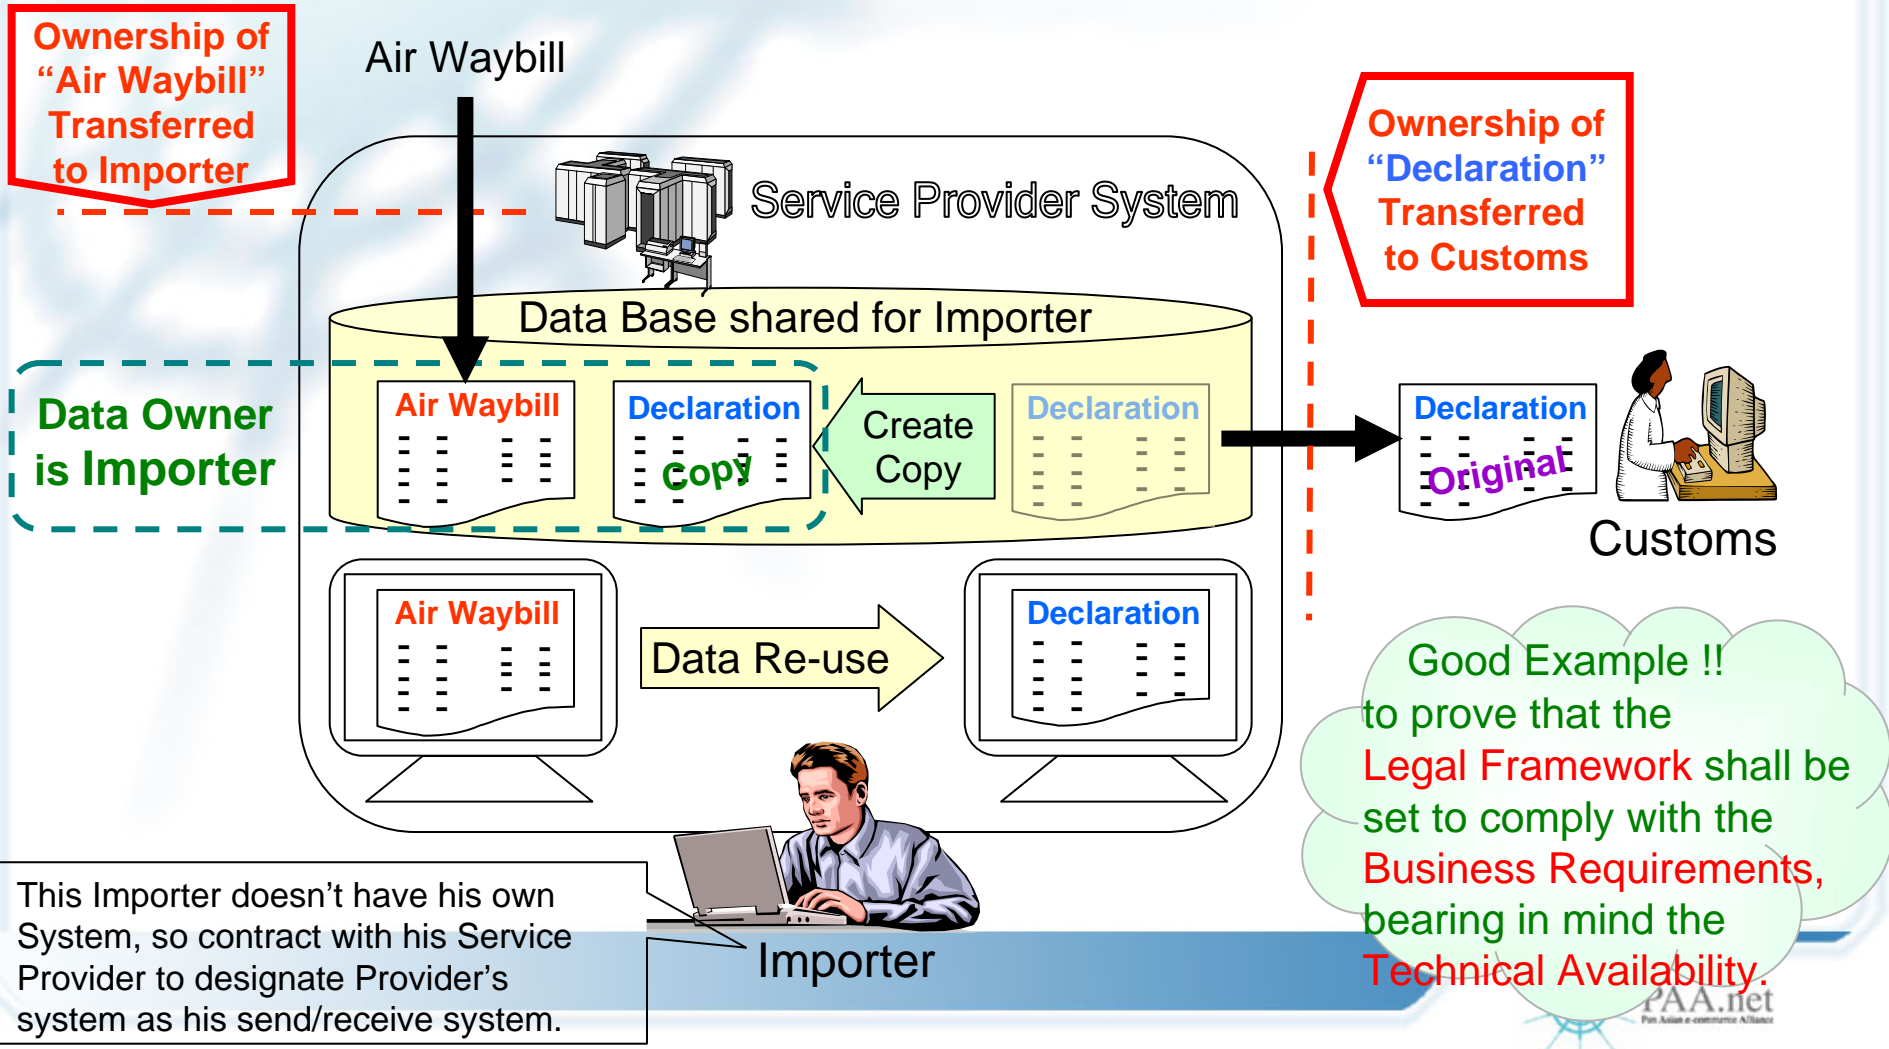 Ownership of
“Air Waybill”
Transferred
to Importer
Air Waybill
Service Provider System
Ownership of
“Declaration”
Transferred
to Customs
Data Base shared for Importer
Data Owner
is Importer
Air Waybill
Declaration
Copy
Create
Copy
Declaration
Declaration
Original
Customs
Air Waybill
Data Re-use
Declaration
Good Example !!
to prove that the
Legal Framework shall be
set to comply with the
Business Requirements,
bearing in mind the
Technical Availability.
This Importer doesn’t have his own
System, so contract with his Service
Provider to designate Provider’s
system as his send/receive system.
Importer
PAA.net
Pan Asian e-commerce Alliance